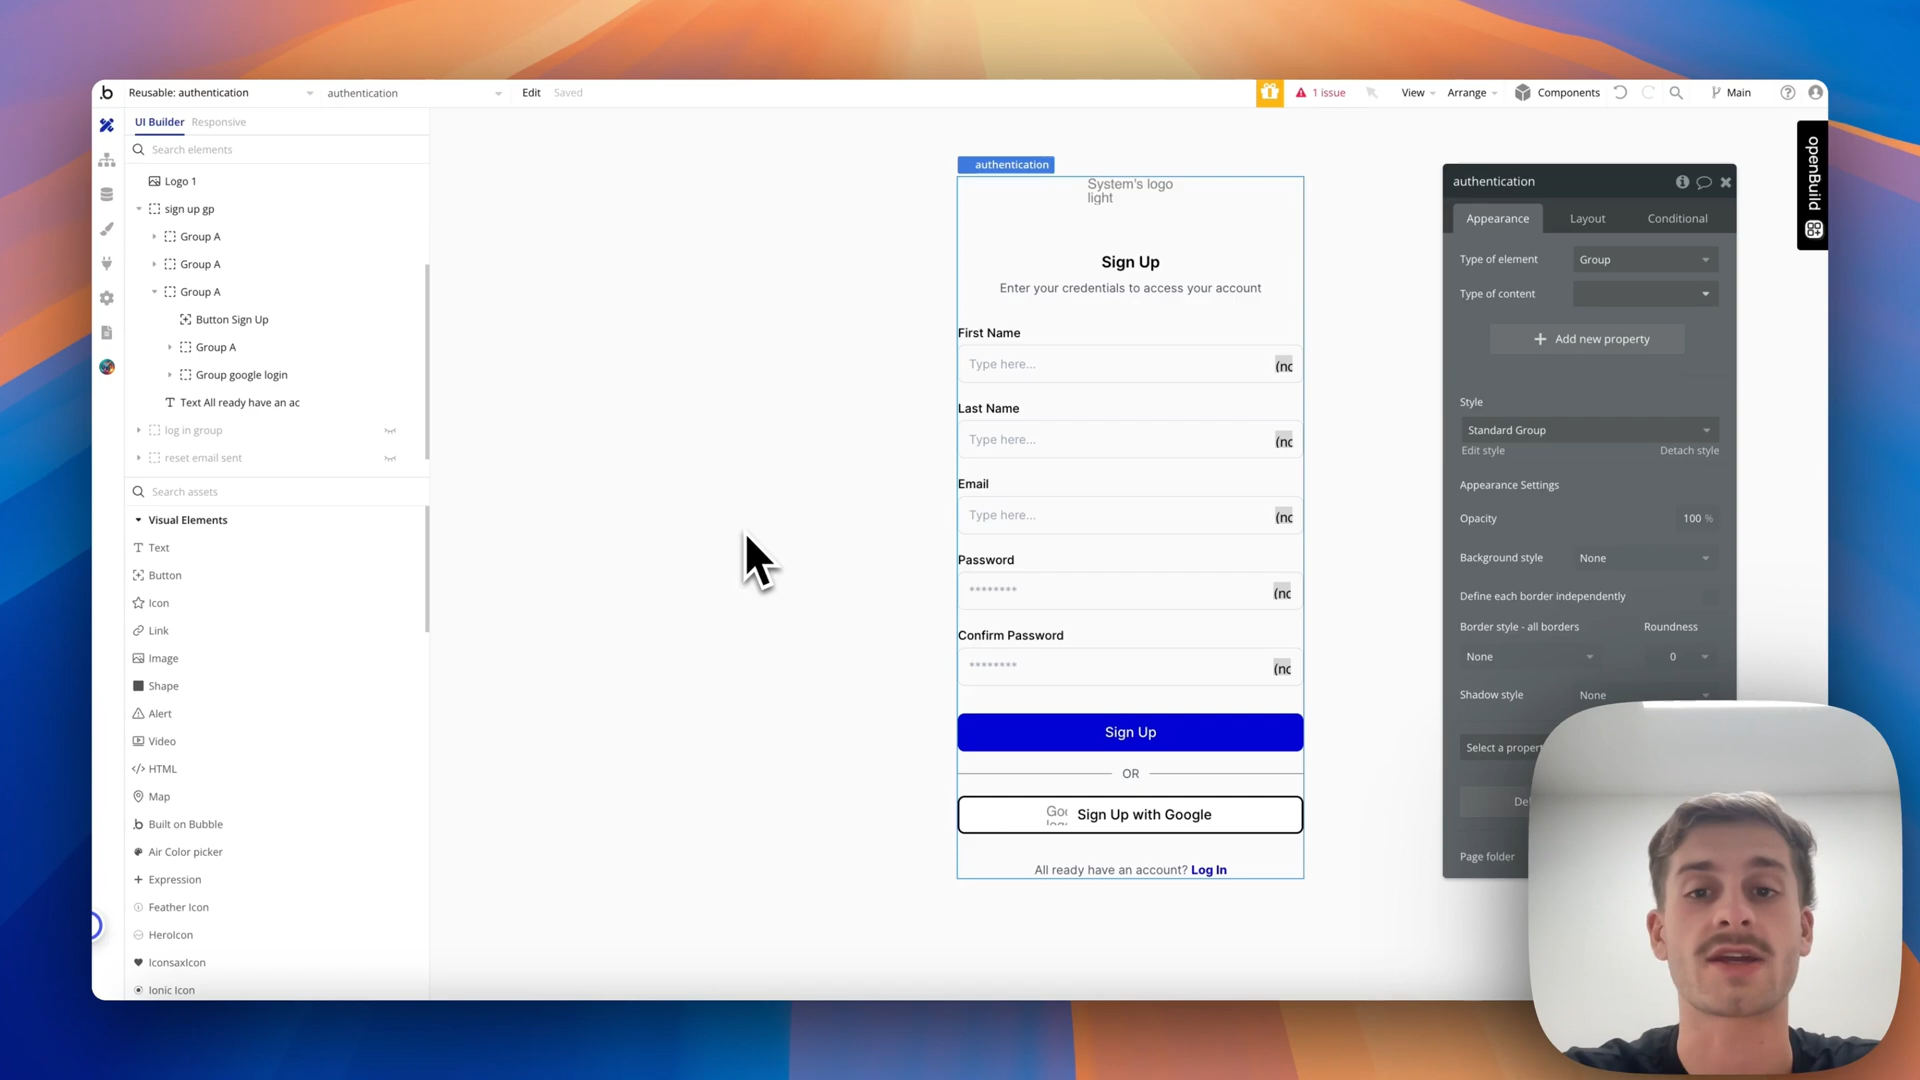 Reusable: authentication
authentication
Edit
Saved
1 issue
View
Arrange
Components
Main
UI Builder
Responsive
Search elements
Logo 1
sign up gp
Group A
Group A
Group A
Button Sign Up
Group A
Group google login
Text All ready have an ac
log in group
reset email sent
Search assets
Visual Elements
Text
Button
Icon
Link
Image
Shape
Alert
Video
</> HTML
Map
Built on Bubble
Air Color picker
Expression
Feather Icon
HeroIcon
IconsaxIcon
Ionic Icon
authentication
System's logo
light
Sign Up
Enter your credentials to access your account
First Name
Type here...
(nc
Last Name
Type here...
(nc
Email
Type here...
(nc
Password
********
(nc
Confirm Password
********
(nc
Sign Up
OR
Sign Up with Google
All ready have an account? Log In
authentication
Appearance
Layout
Conditional
Type of element
Group
Type of content
Add new property
Style
Standard Group
Edit style
Detach style
Appearance Settings
Opacity
100 %
Background style
None
Define each border independently
Border style - all borders
Roundness
None
0
Shadow style
None
Select a proper
Del
Page folder
openBuild